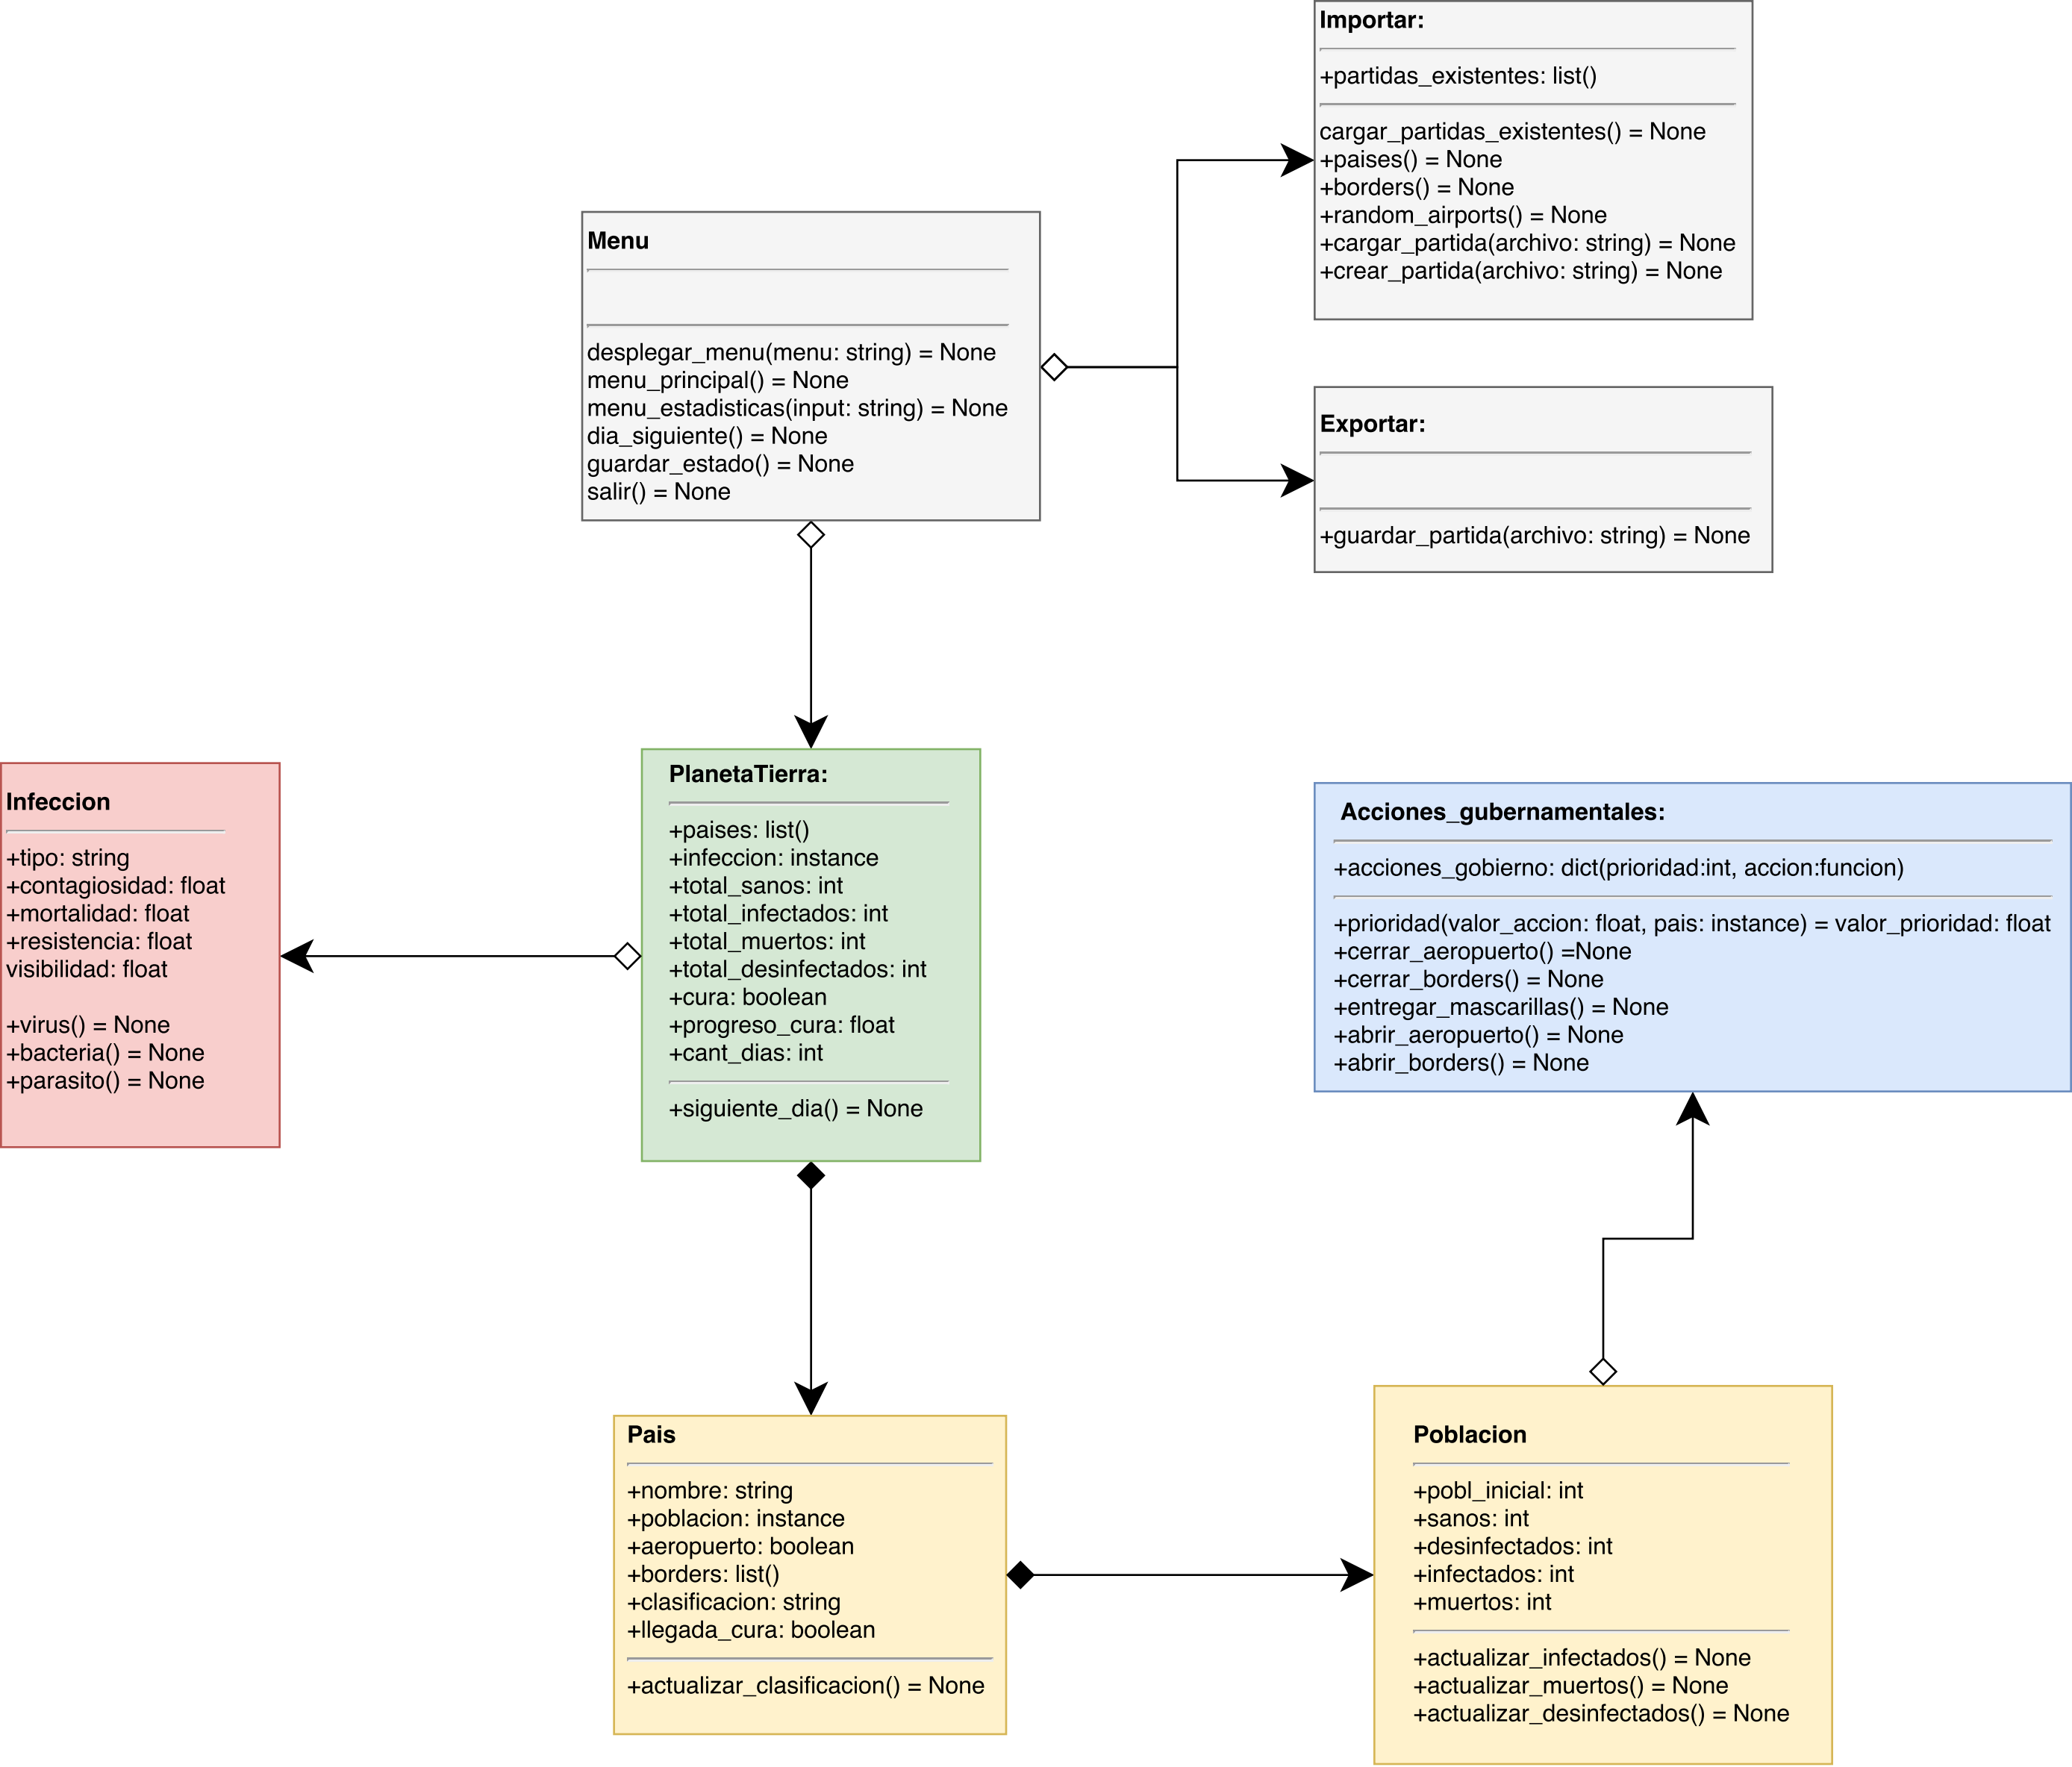 Importar:
+partidas_existentes: list()
cargar_partidas_existentes() = None
+paises() = None
+borders() = None
+random_airports() = None
+cargar_partida(archivo: string) = None
+crear_partida(archivo: string) = None
Menu
desplegar_menu(menu: string) = None
menu_principal() = None
menu_estadisticas(input: string) = None
dia_siguiente() = None
guardar_estado() = None
salir() = None
Exportar:
+guardar_partida(archivo: string) = None
Infeccion
+tipo: string
+contagiosidad: float
+mortalidad: float
+resistencia: float
visibilidad: float
+virus() = None
+bacteria() = None
+parasito() = None
PlanetaTierra:
+paises: list()
+infeccion: instance
+total_sanos: int
+total_infectados: int
+total_muertos: int
+total_desinfectados: int
+cura: boolean
+progreso_cura: float
+cant_dias: int
+siguiente_dia() = None
Acciones_gubernamentales:
+acciones_gobierno: dict(prioridad:int, accion:funcion)
+prioridad(valor_accion: float, pais: instance) = valor_prioridad: float
+cerrar_aeropuerto() =None
+cerrar_borders() = None
+entregar_mascarillas() = None
+abrir_aeropuerto() = None
+abrir_borders() = None
Pais
+nombre: string
+poblacion: instance
+aeropuerto: boolean
+borders: list()
+clasificacion: string
+llegada_cura: boolean
+actualizar_clasificacion() = None
Poblacion
+pobl_inicial: int
+sanos: int
+desinfectados: int
+infectados: int
+muertos: int
+actualizar_infectados() = None
+actualizar_muertos() = None
+actualizar_desinfectados() = None